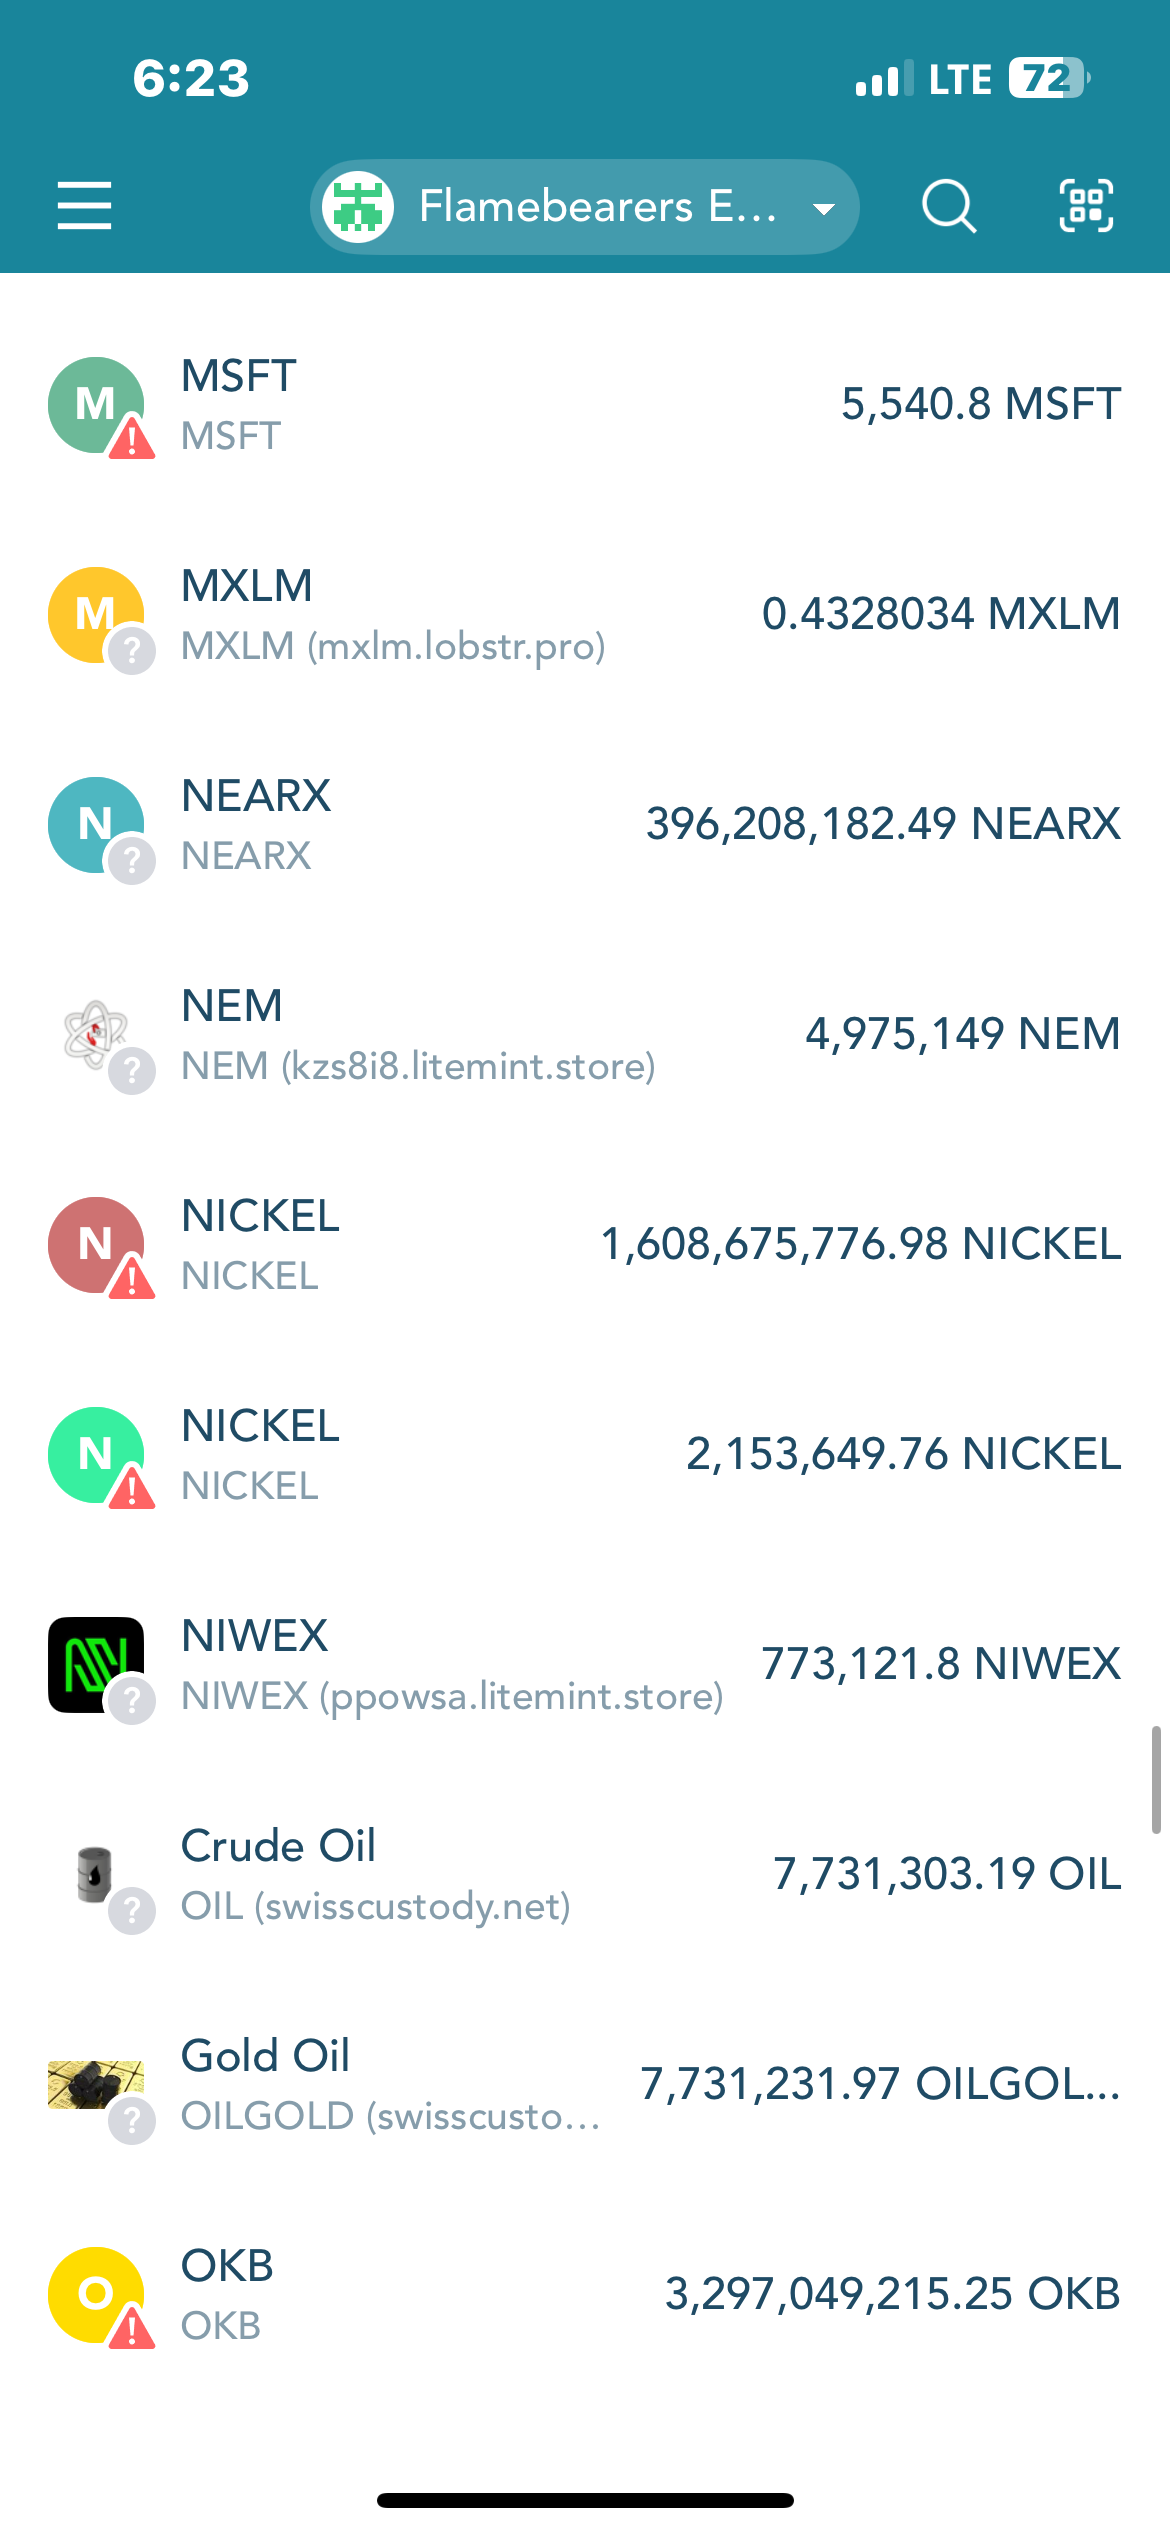 6:23
LTE 72
Flamebearers E...
M
MSFT
5,540.8 MSFT
MSFT
M
MXLM
0.4328034 MXLM
MXLM (mxlm.lobstr.pro)
?
N
NEARX
396,208,182.49 NEARX
NEARX
?
NEM
4,975,149 NEM
NEM (kzs8i8.litemint.store)
?
N
NICKEL
1,608,675,776.98 NICKEL
NICKEL
!
N
NICKEL
2,153,649.76 NICKEL
NICKEL
!
NIWEX
773,121.8 NIWEX
NIWEX (ppowsa.litemint.store)
?
Crude Oil
7,731,303.19 OIL
OIL (swisscustody.net)
?
Gold Oil
7,731,231.97 OILGOL...
OILGOLD (swisscusto...
?
O
OKB
3,297,049,215.25 OKB
OKB
!